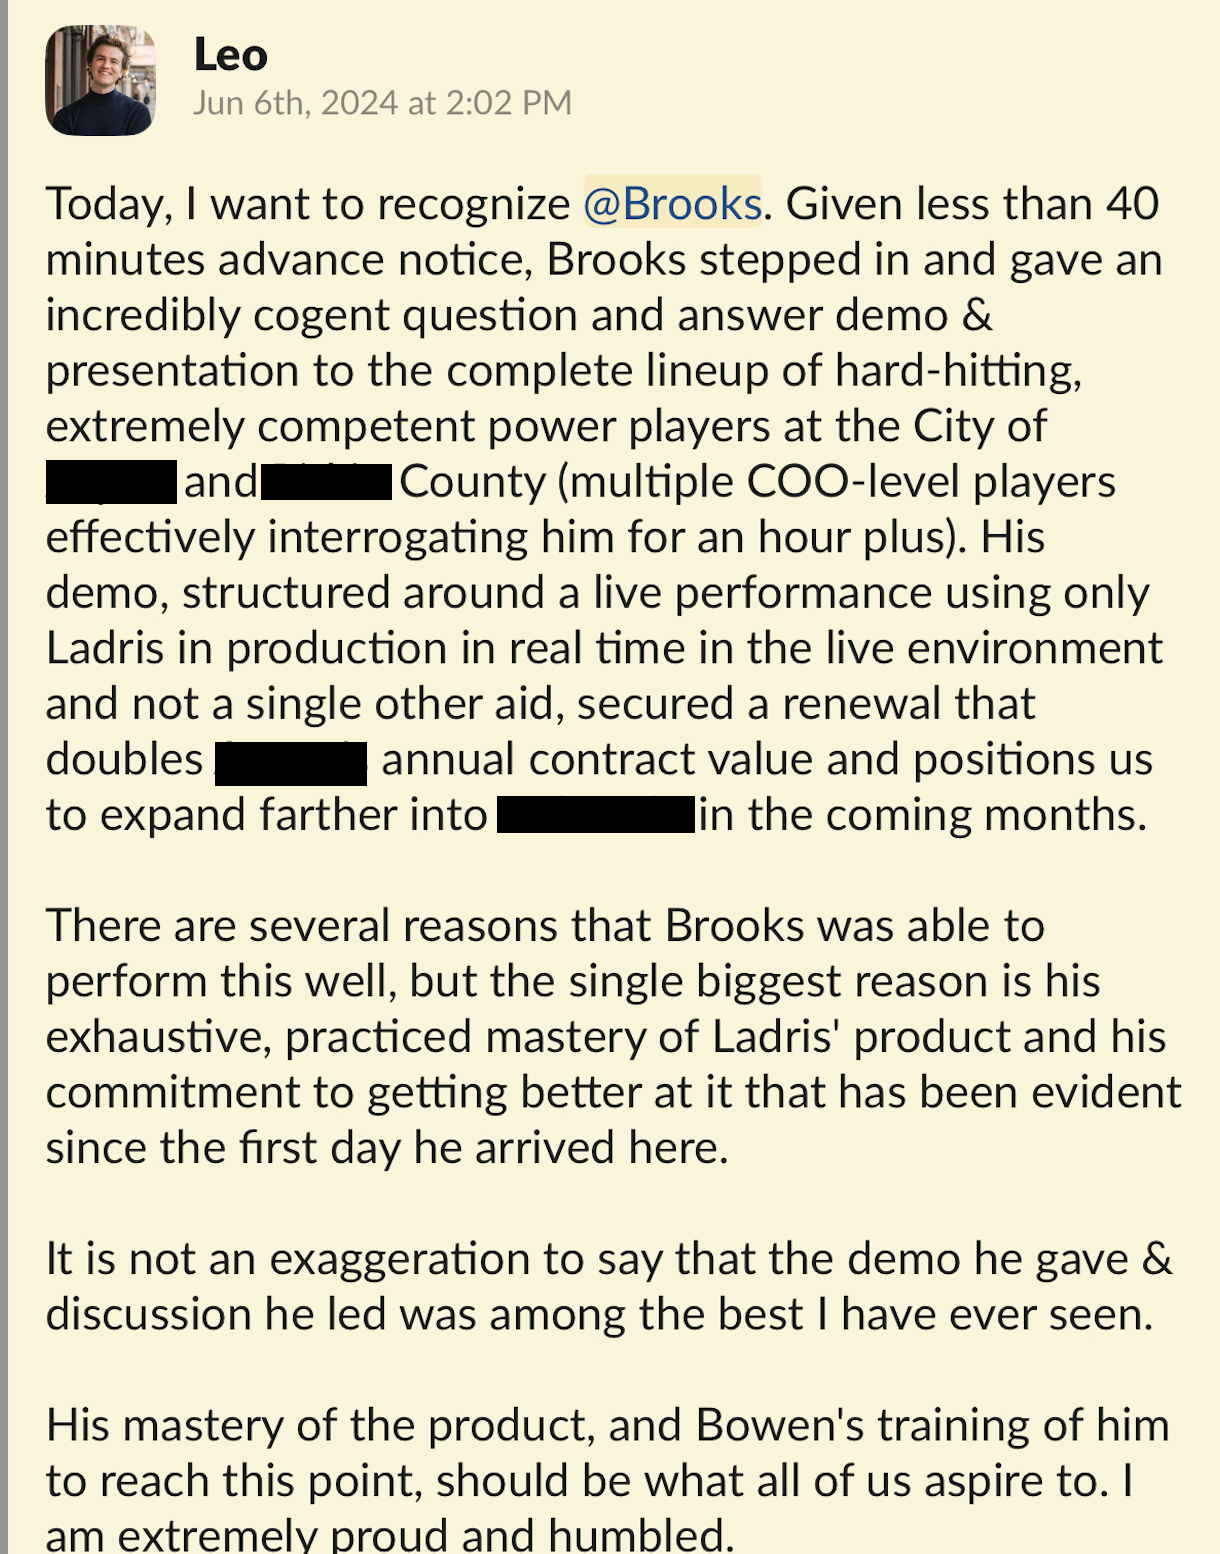 Leo
Jun 6th, 2024 at 2:02 PM
Today, I want to recognize @Brooks. Given less than 40
minutes advance notice, Brooks stepped in and gave an
incredibly cogent question and answer demo &
presentation to the complete lineup of hard-hitting,
extremely competent power players at the City of
and County (multiple COO-level players
effectively interrogating him for an hour plus). His
demo, structured around a live performance using only
Ladris in production in real time in the live environment
and not a single other aid, secured a renewal that
doubles annual contract value and positions us
to expand farther into in the coming months.
There are several reasons that Brooks was able to
perform this well, but the single biggest reason is his
exhaustive, practiced mastery of Ladris' product and his
commitment to getting better at it that has been evident
since the first day he arrived here.
It is not an exaggeration to say that the demo he gave &
discussion he led was among the best I have ever seen.
His mastery of the product, and Bowen's training of him
to reach this point, should be what all of us aspire to. I
am extremely proud and humbled.